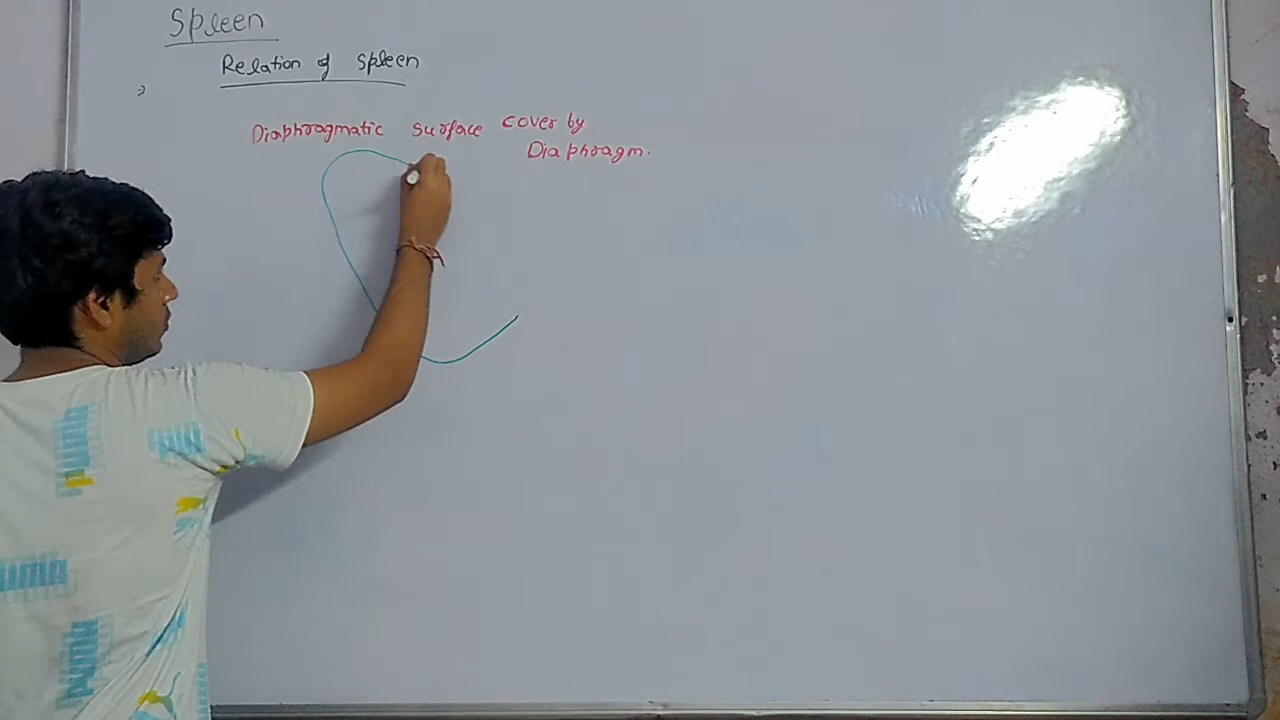 Spleen
Relation of Spleen
Diaphragmatic surface cover by
Diaphragm.